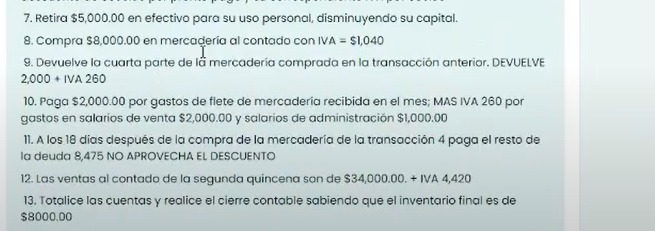 7. Retira $5,000.00 en efectivo para su uso personal, disminuyendo su capital.
8. Compra $8,000.00 en mercadería al contado con IVA = $1,040
9. Devuelve la cuarta parte de la mercadería comprada en la transacción anterior. DEVUELVE
2,000 + IVA 260
10. Paga $2,000.00 por gastos de flete de mercadería recibida en el mes; MAS IVA 260 por
gastos en salarios de venta $2,000.00 y salarios de administración $1,000.00
11. A los 18 días después de la compra de la mercadería de la transacción 4 paga el resto de
la deuda 8,475 NO APROVECHA EL DESCUENTO
12. Las ventas al contado de la segunda quincena son de $34,000.00. + IVA 4,420
13. Totalice las cuentas y realice el cierre contable sabiendo que el inventario final es de
$8000.00